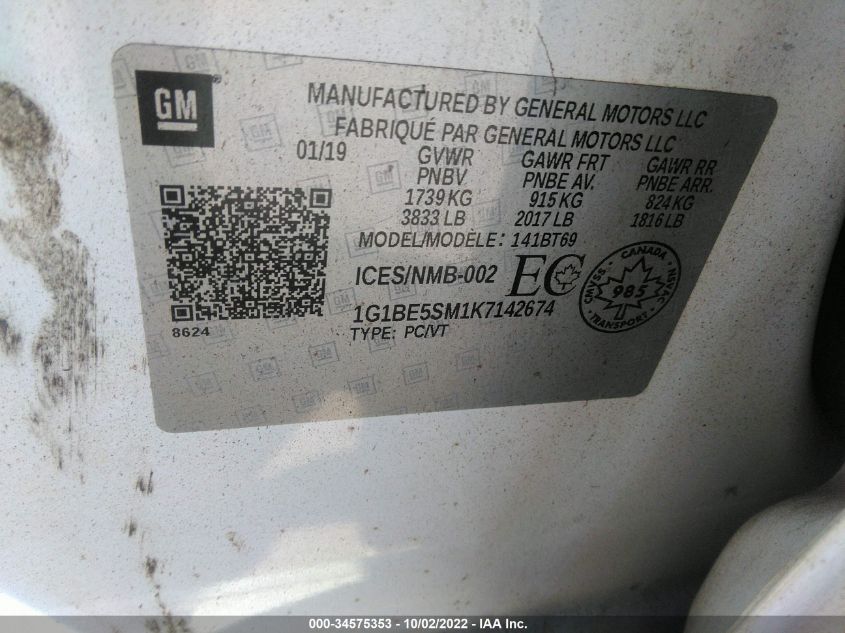 GM®
MANUFACTURED BY GENERAL MOTORS LLC
FABRIQUÉ PAR GENERAL MOTORS LLC
01/19 GVWR GAWR FRT GAWR RR
PNBV PNBE AV. PNBE ARR.
1739 KG 915 KG 824 KG
3833 LB 2017 LB 1816 LB
MODEL/MODÈLE: 141BT69
ICES/NMB-002 EC
CANADA
CMVSS 985 NSVAC
TRANSPORT
1G1BE5SM1K7142674
8624 TYPE: PC/VT
000-34575353 - 10/02/2022 - IAA Inc.